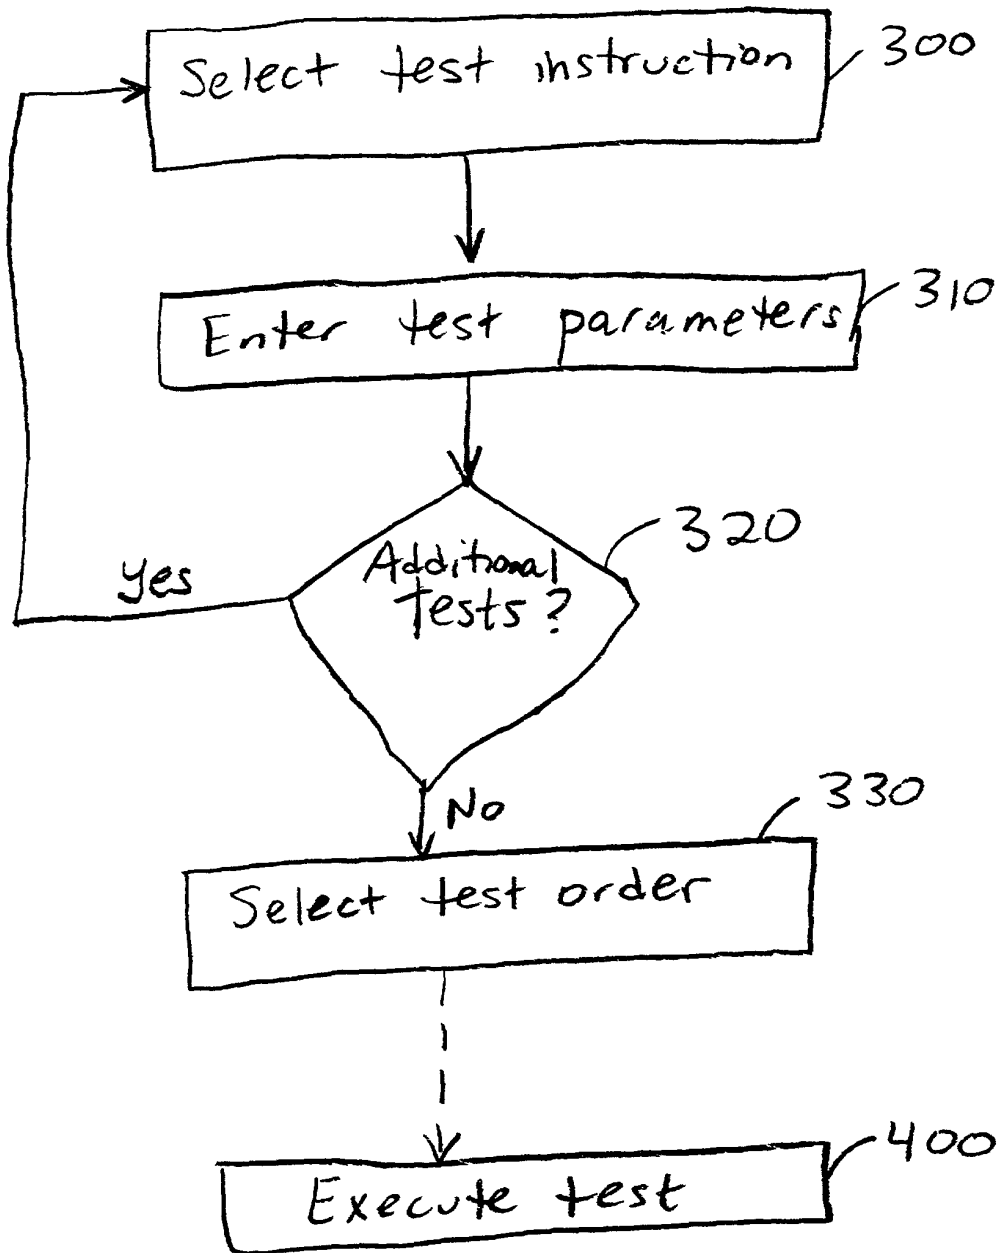 Select test instruction 300
Enter test parameters 310
Additional
Tests? 320
Yes
No
330
Select test order
400
Execute test